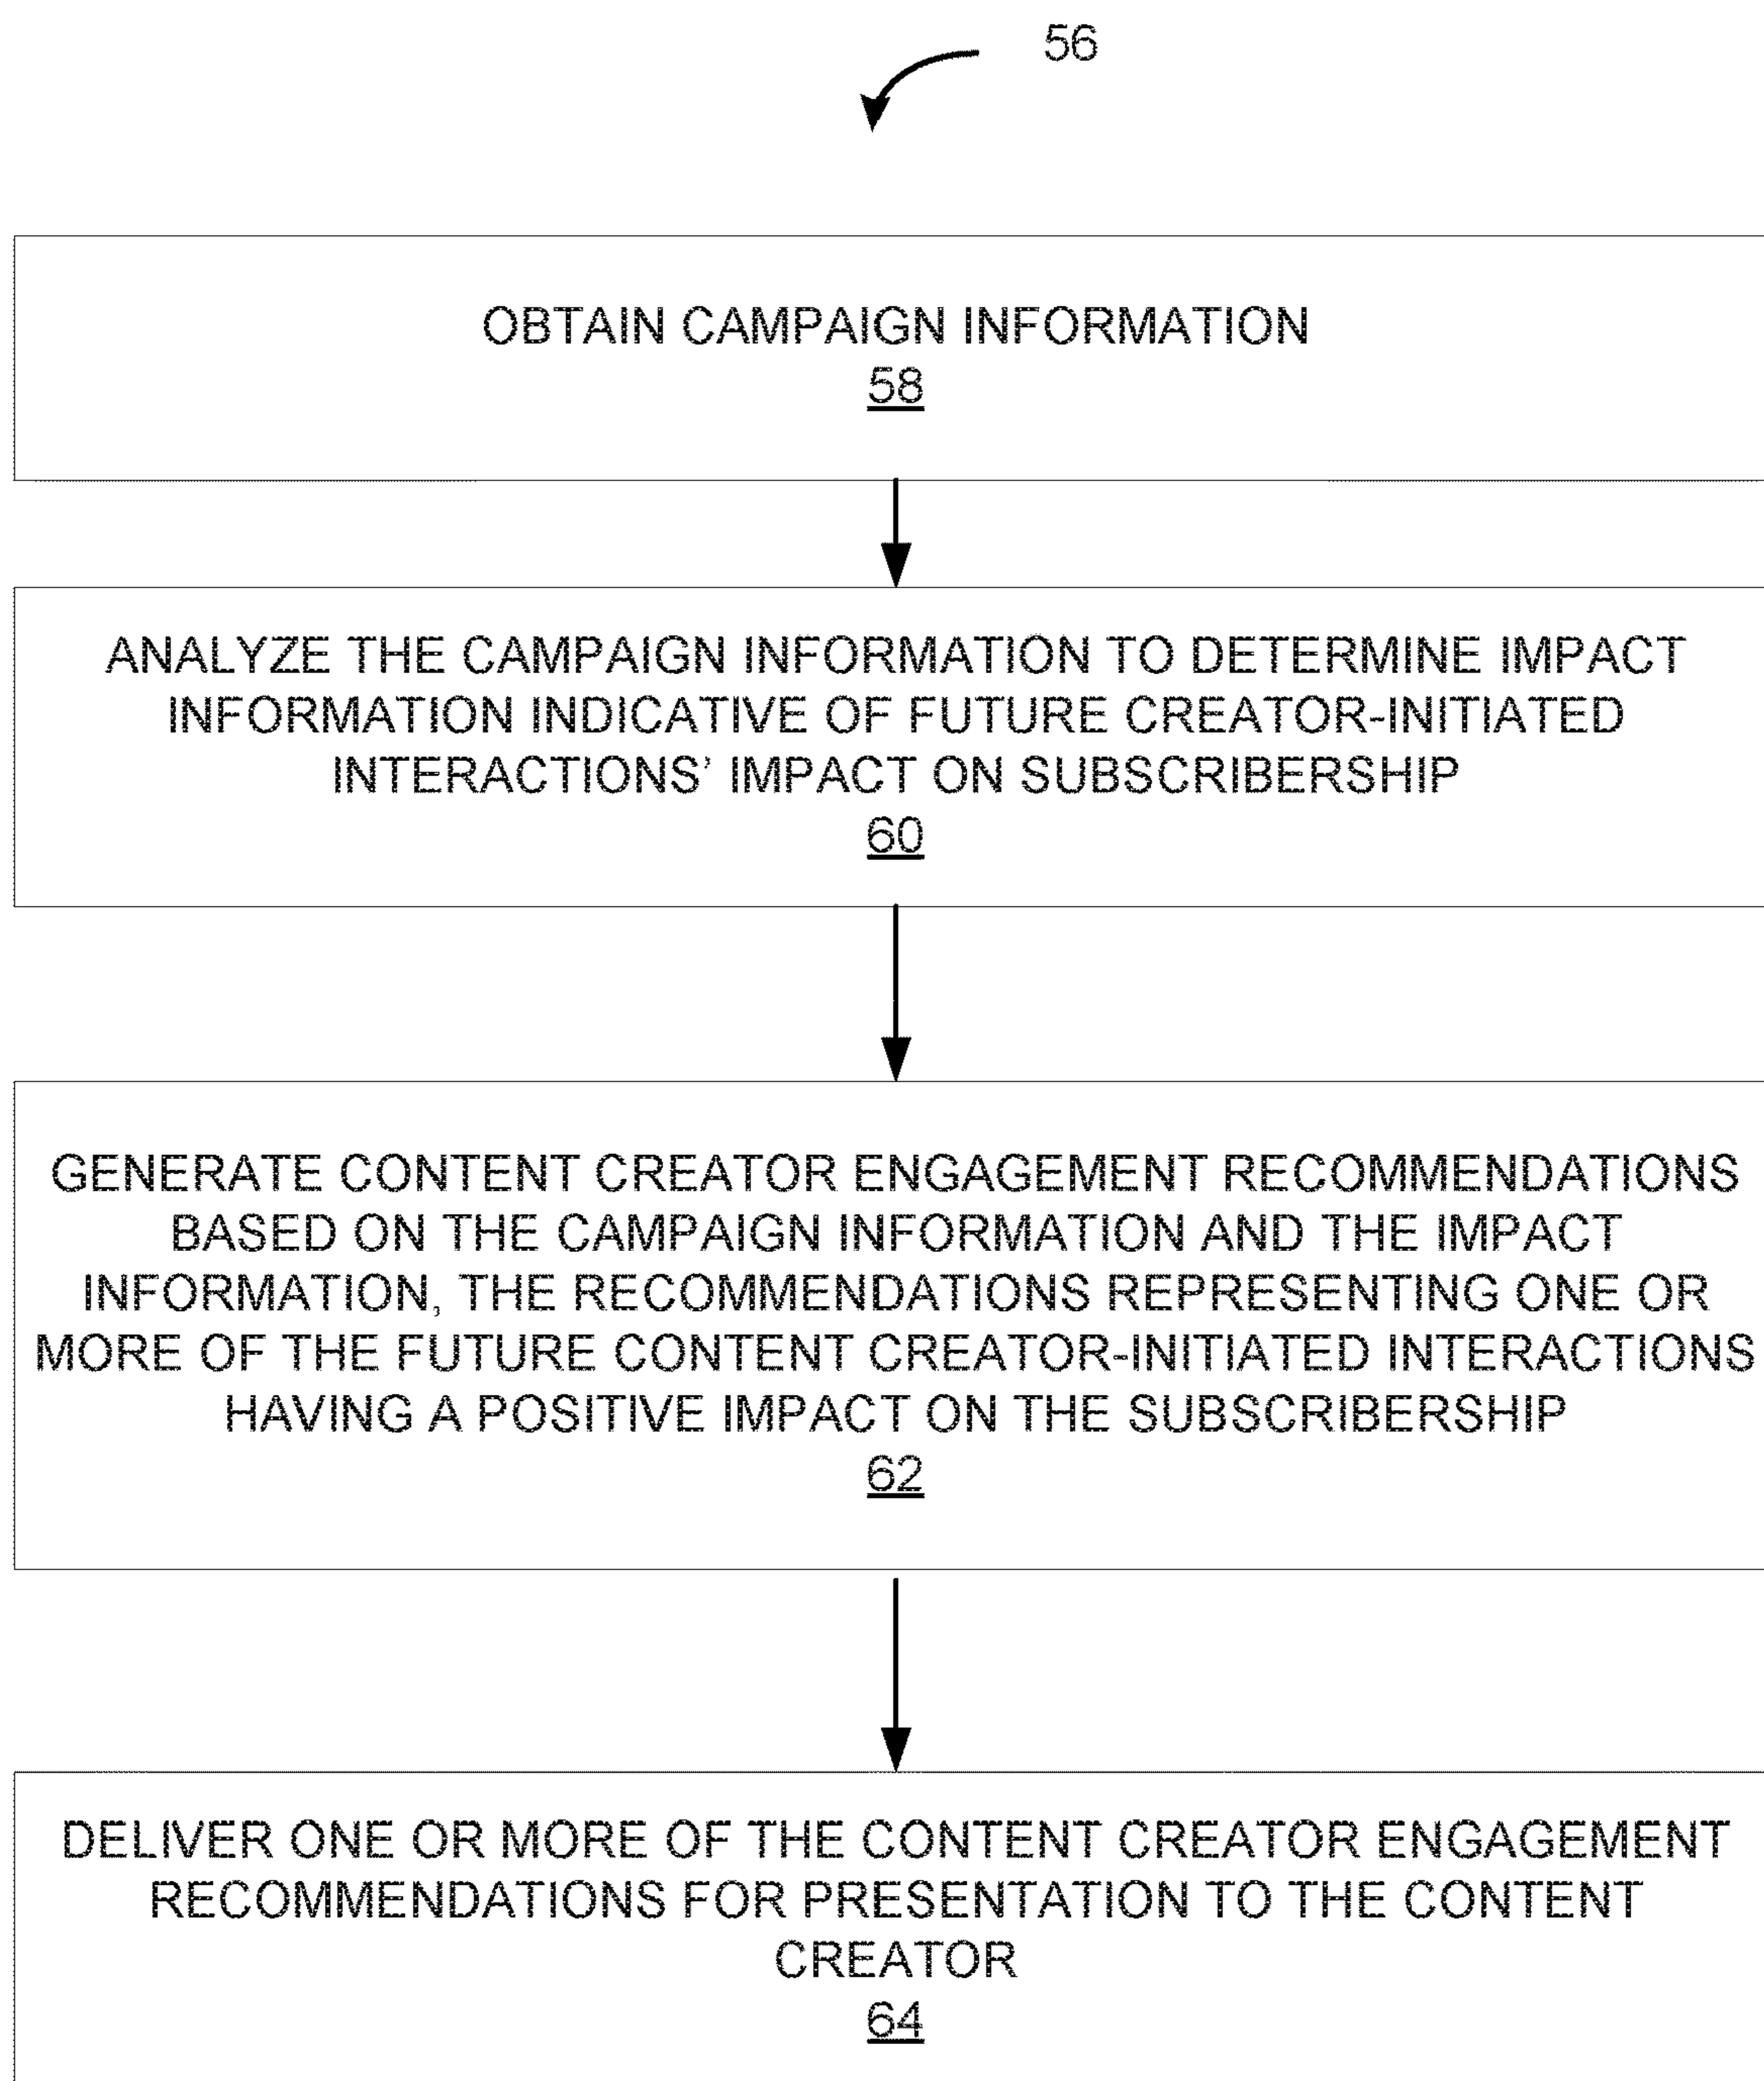 56
OBTAIN CAMPAIGN INFORMATION
58
ANALYZE THE CAMPAIGN INFORMATION TO DETERMINE IMPACT
INFORMATION INDICATIVE OF FUTURE CREATOR-INITIATED
INTERACTIONS’ IMPACT ON SUBSCRIBERSHIP
60
GENERATE CONTENT CREATOR ENGAGEMENT RECOMMENDATIONS
BASED ON THE CAMPAIGN INFORMATION AND THE IMPACT
INFORMATION, THE RECOMMENDATIONS REPRESENTING ONE OR
MORE OF THE FUTURE CONTENT CREATOR-INITIATED INTERACTIONS
HAVING A POSITIVE IMPACT ON THE SUBSCRIBERSHIP
62
DELIVER ONE OR MORE OF THE CONTENT CREATOR ENGAGEMENT
RECOMMENDATIONS FOR PRESENTATION TO THE CONTENT
CREATOR
64